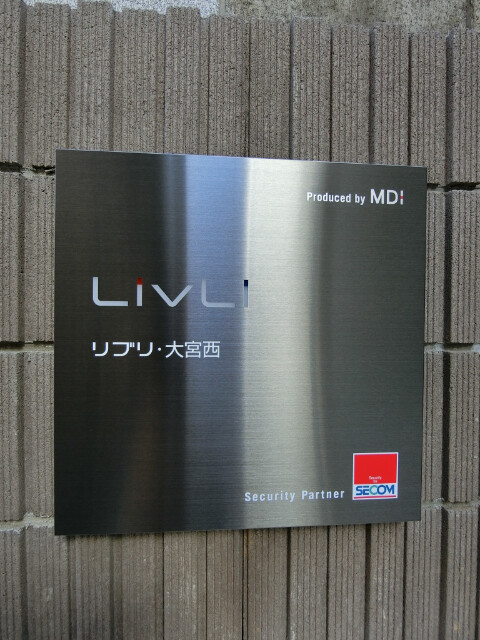 Produced by MDI
LivLi
リブリ・大宮西
Security Partner
SECOM